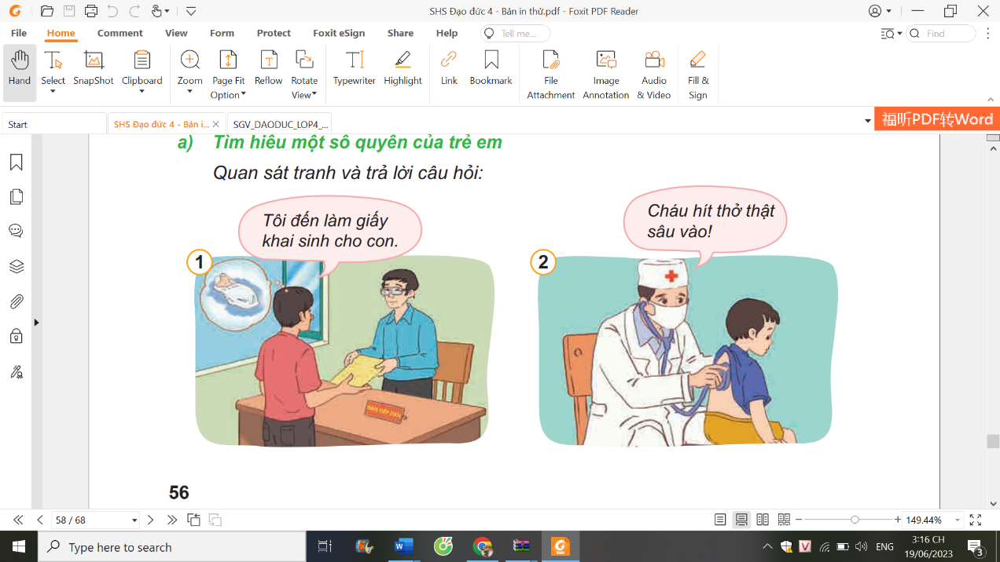 SHS Đạo đức 4 - Bản in thử.pdf - Foxit PDF Reader
File Home Comment View Form Protect Foxit eSign Share Help Tell me... Find
Hand Select SnapShot Clipboard Zoom Page Fit Option Reflow Rotate View Typewriter Highlight Link Bookmark File Attachment Image Annotation Audio & Video Fill & Sign
Start SHS Đạo đức 4 - Bản i... SGV_DAODUC_LOP4_... 福昕PDF转Word
a) Tìm hiểu một số quyền của trẻ em
Quan sát tranh và trả lời câu hỏi:
Tôi đến làm giấy
khai sinh cho con.
Cháu hít thở thật
sâu vào!
1
2
BÀN TIẾP DÂN
56
58 / 68 149.44%
Type here to search
ENG
3:16 CH
19/06/2023
3